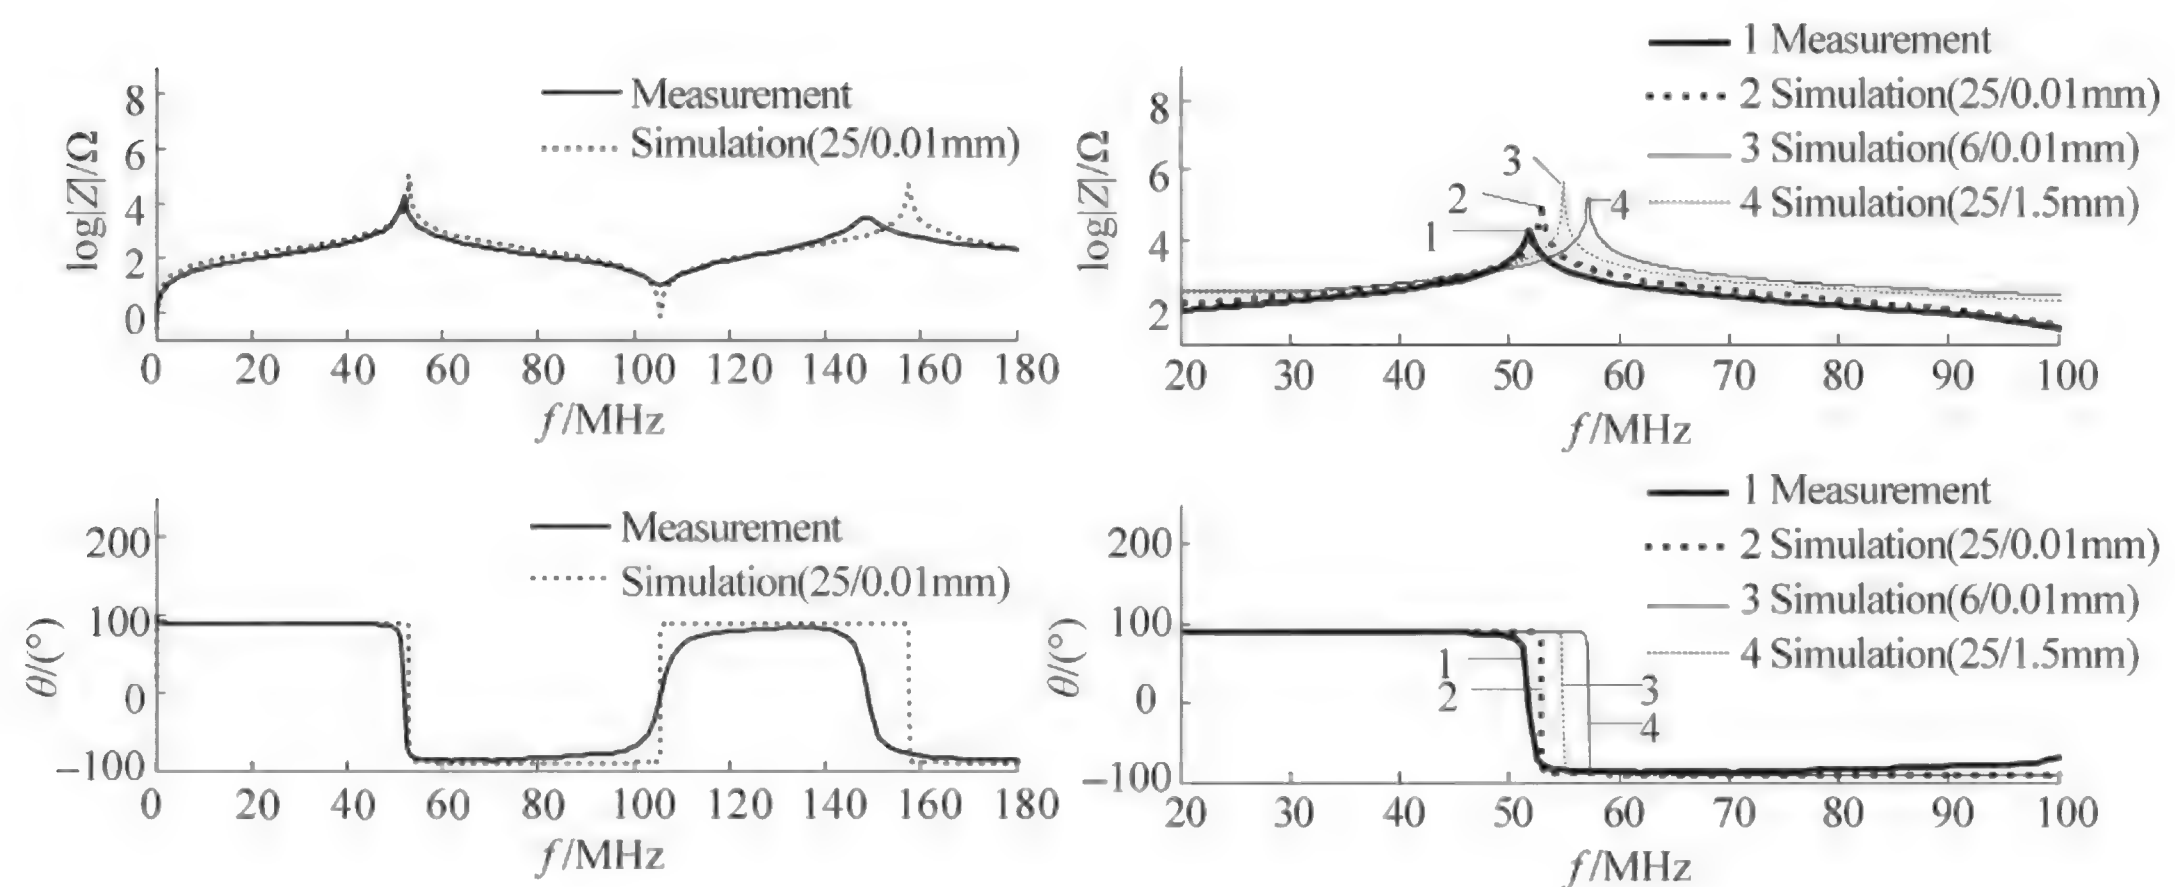 Measurement
Simulation(25/0.01mm)
8
6
4
2
0
log|Z|/Ω
0 20 40 60 80 100 120 140 160 180
f/MHz
1 Measurement
2 Simulation(25/0.01mm)
3 Simulation(6/0.01mm)
4 Simulation(25/1.5mm)
8
6
4
2
log|Z|/Ω
3
2
1
4
20 30 40 50 60 70 80 90 100
f/MHz
Measurement
Simulation(25/0.01mm)
200
100
0
−100
θ/(°)
0 20 40 60 80 100 120 140 160 180
f/MHz
1 Measurement
2 Simulation(25/0.01mm)
3 Simulation(6/0.01mm)
4 Simulation(25/1.5mm)
200
100
0
−100
θ/(°)
1
2
3
4
20 30 40 50 60 70 80 90 100
f/MHz